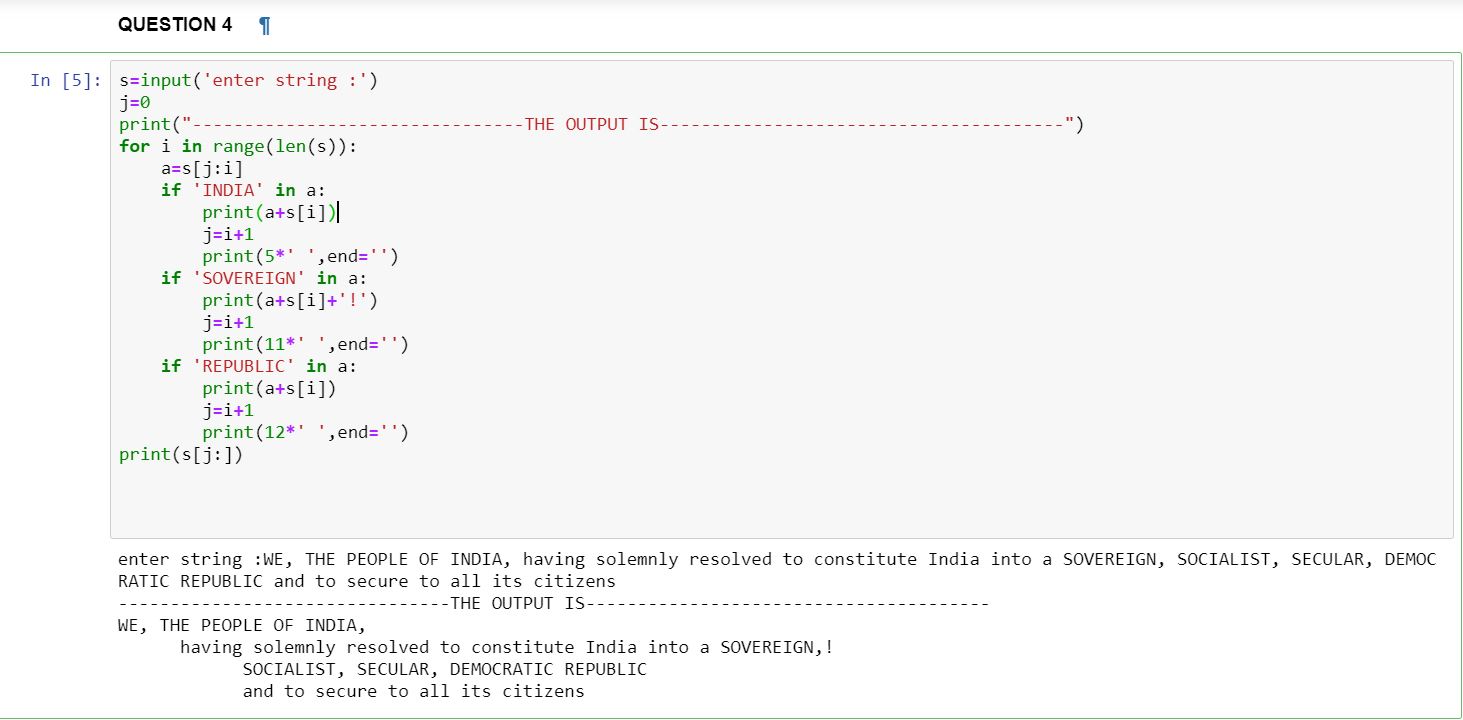 QUESTION 4 ¶
In [5]: s=input('enter string :')
j=0
print("--------------------------------THE OUTPUT IS---------------------------------------")
for i in range(len(s)):
    a=s[j:i]
    if 'INDIA' in a:
        print(a+s[i])
        j=i+1
        print(5*' ',end='')
    if 'SOVEREIGN' in a:
        print(a+s[i]+'!')
        j=i+1
        print(11*' ',end='')
    if 'REPUBLIC' in a:
        print(a+s[i])
        j=i+1
        print(12*' ',end='')
print(s[j:])
enter string :WE, THE PEOPLE OF INDIA, having solemnly resolved to constitute India into a SOVEREIGN, SOCIALIST, SECULAR, DEMOC
RATIC REPUBLIC and to secure to all its citizens
--------------------------------THE OUTPUT IS---------------------------------------
WE, THE PEOPLE OF INDIA,
      having solemnly resolved to constitute India into a SOVEREIGN,!
            SOCIALIST, SECULAR, DEMOCRATIC REPUBLIC
            and to secure to all its citizens